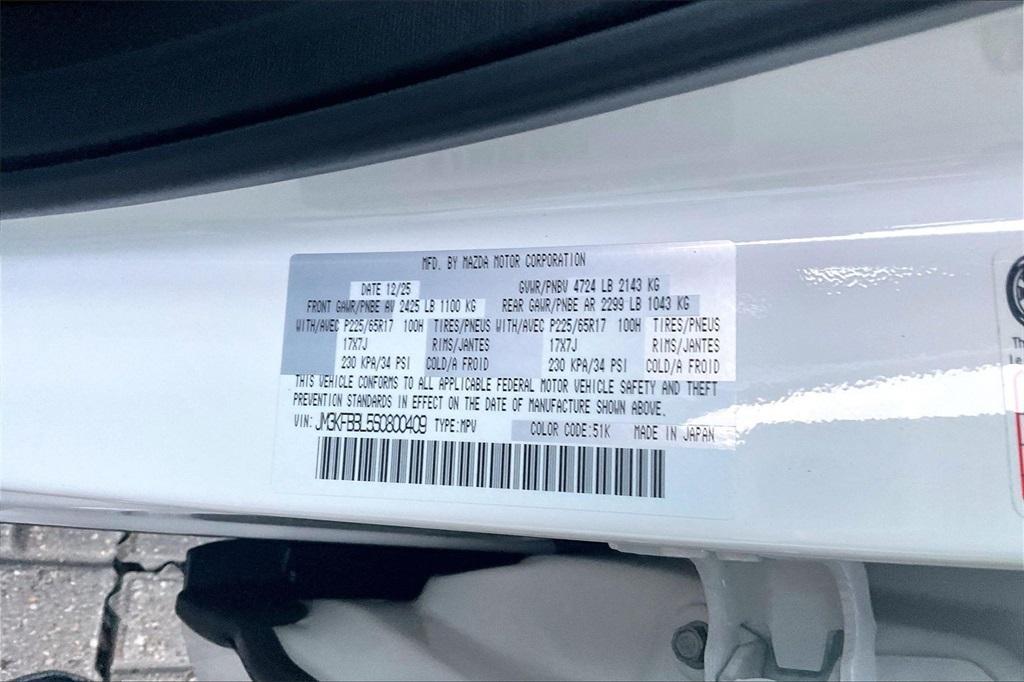 MFD. BY MAZDA MOTOR CORPORATION
DATE 12/25 GVWR/PNBV 4724 LB 2143 KG
FRONT GAWR/PNBE AV 2425 LB 1100 KG REAR GAWR/PNBE AR 2299 LB 1043 KG
WITH/AVEC P225/65R17 100H TIRES/PNEUS WITH/AVEC P225/65R17 100H TIRES/PNEUS
17X7J RIMS/JANTES 17X7J RIMS/JANTES
230 KPA/34 PSI COLD/A FROID 230 KPA/34 PSI COLD/A FROID
THIS VEHICLE CONFORMS TO ALL APPLICABLE FEDERAL MOTOR VEHICLE SAFETY AND THEFT
PREVENTION STANDARDS IN EFFECT ON THE DATE OF MANUFACTURE SHOWN ABOVE.
VIN: JM3KFBBL5S0800409 TYPE:MPV COLOR CODE:51K MADE IN JAPAN
Th
Le